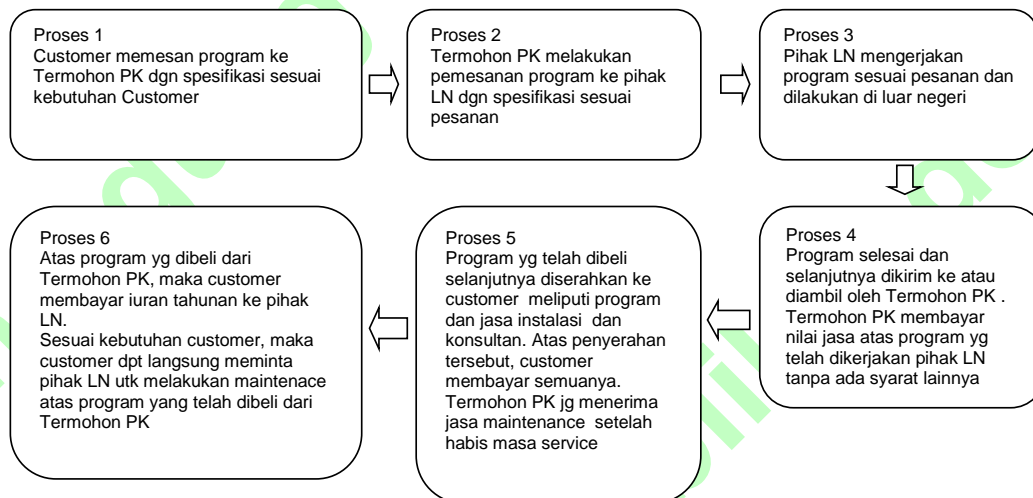 Proses 1
Customer memesan program ke
Termohon PK dgn spesifikasi sesuai
kebutuhan Customer
Proses 2
Termohon PK melakukan
pemesanan program ke pihak
LN dgn spesifikasi sesuai
pesanan
Proses 3
Pihak LN mengerjakan
program sesuai pesanan dan
dilakukan di luar negeri
Proses 4
Program selesai dan
selanjutnya dikirim ke atau
diambil oleh Termohon PK .
Termohon PK membayar
nilai jasa atas program yg
telah dikerjakan pihak LN
tanpa ada syarat lainnya
Proses 5
Program yg telah dibeli
selanjutnya diserahkan ke
customer meliputi program
dan jasa instalasi dan
konsultan. Atas penyerahan
tersebut, customer
membayar semuanya.
Termohon PK jg menerima
jasa maintenance setelah
habis masa service
Proses 6
Atas program yg dibeli dari
Termohon PK, maka customer
membayar iuran tahunan ke pihak
LN.
Sesuai kebutuhan customer, maka
customer dpt langsung meminta
pihak LN utk melakukan maintenace
atas program yang telah dibeli dari
Termohon PK